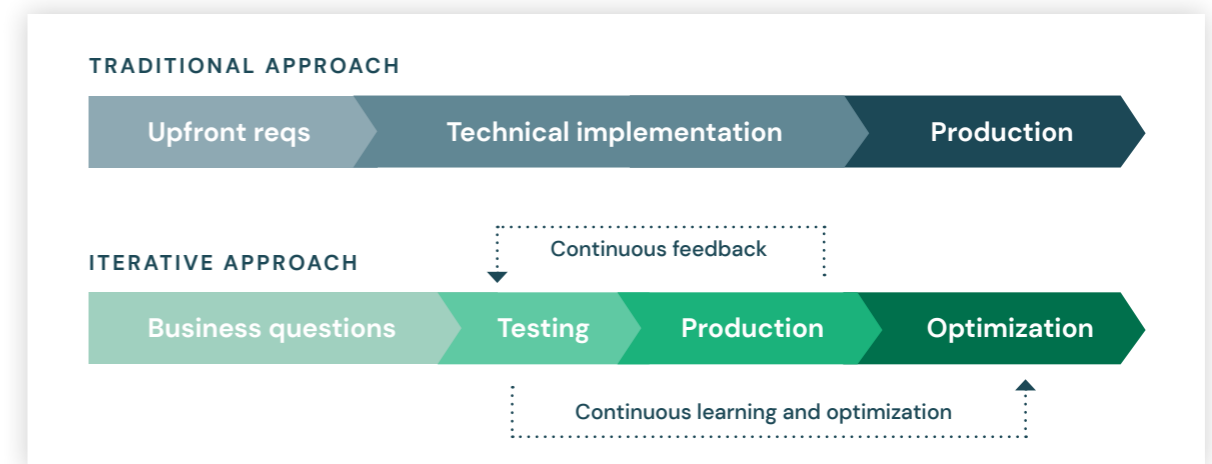 TRADITIONAL APPROACH
Upfront reqs
Technical implementation
Production
Continuous feedback
ITERATIVE APPROACH
Business questions
Testing
Production
Optimization
Continuous learning and optimization